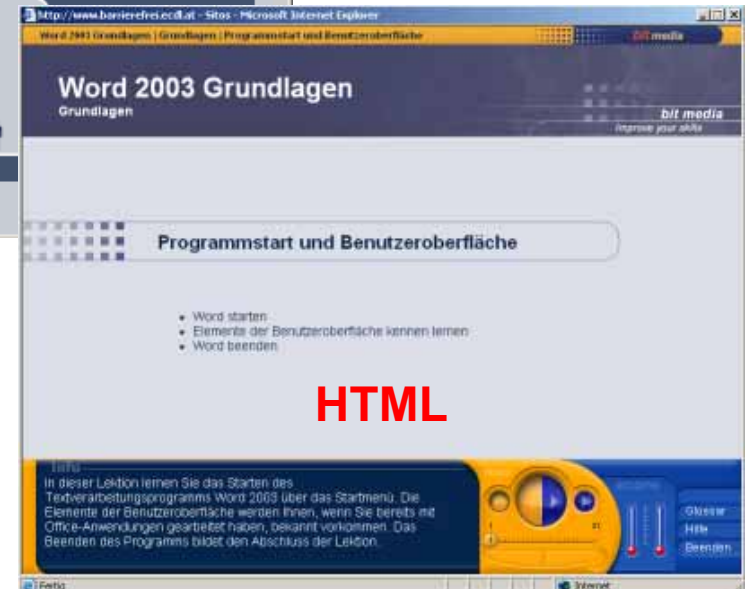 http://www.barrierefrei.ecdl.at - Sitos - Microsoft Internet Explorer
Word 2003 Grundlagen | Grundlagen | Programmstart und Benutzeroberfläche
bit media
Word 2003 Grundlagen
Grundlagen
bit media
improve your skills
Programmstart und Benutzeroberfläche
• Word starten
• Elemente der Benutzeroberfläche kennen lernen
• Word beenden
HTML
Info
In dieser Lektion lernen Sie das Starten des
Textverarbeitungsprogramms Word 2003 über das Startmenü. Die
Elemente der Benutzeroberfläche werden Ihnen, wenn Sie bereits mit
Office-Anwendungen gearbeitet haben, bekannt vorkommen. Das
Beenden des Programms bildet den Abschluss der Lektion.
Glossar
Hilfe
Beenden
Fertig
Internet